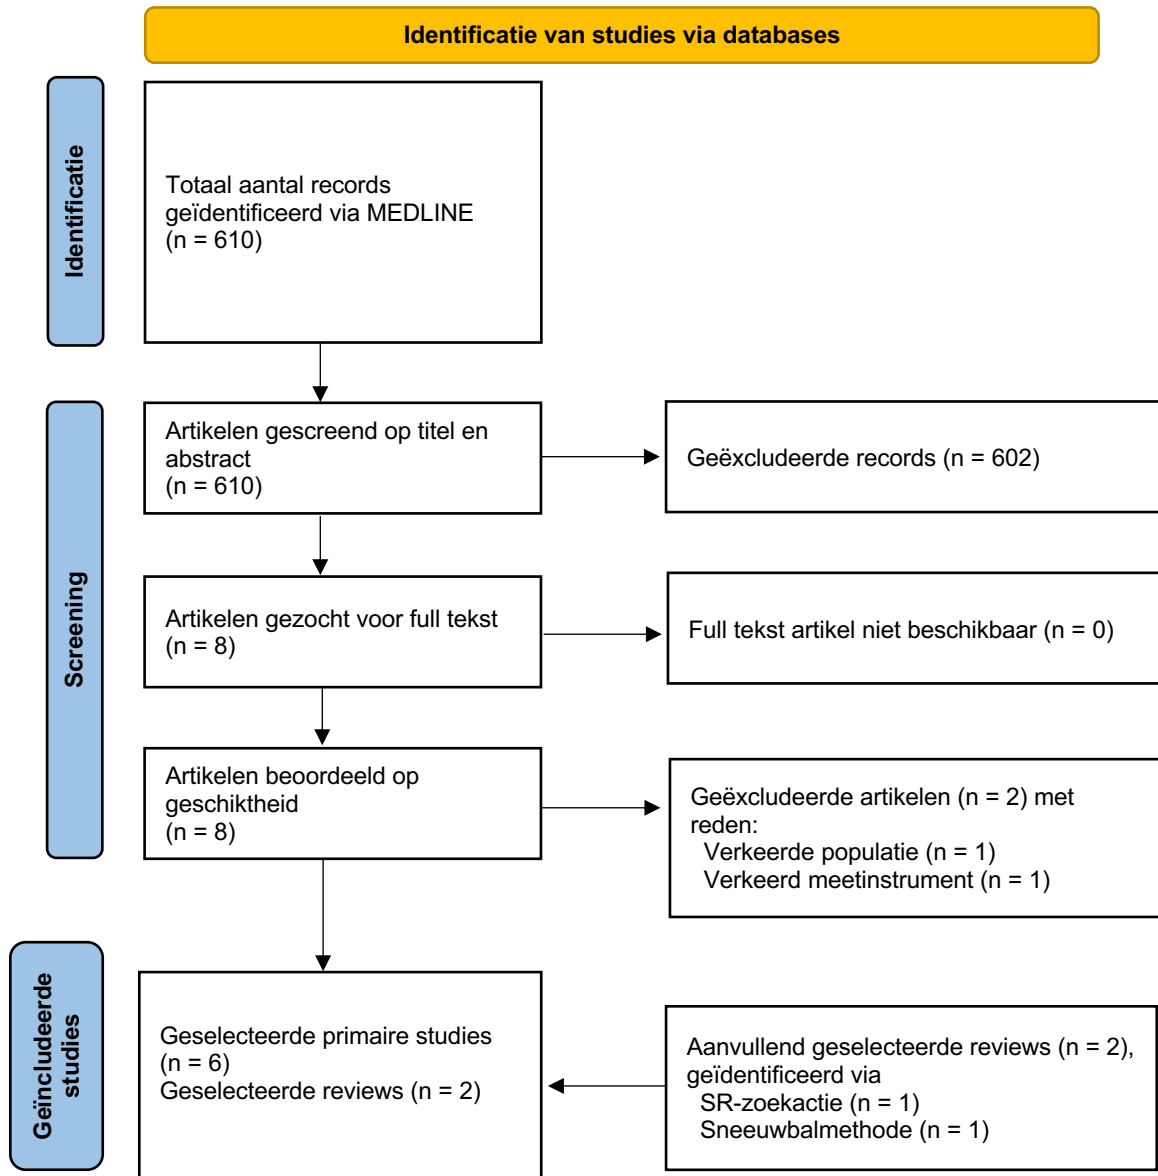 Identificatie van studies via databases
Identificatie
Totaal aantal records
geïdentificeerd via MEDLINE
(n = 610)
Screening
Artikelen gescreend op titel en
abstract
(n = 610)
Geëxcludeerde records (n = 602)
Artikelen gezocht voor full tekst
(n = 8)
Full tekst artikel niet beschikbaar (n = 0)
Artikelen beoordeeld op
geschiktheid
(n = 8)
Geëxcludeerde artikelen (n = 2) met
reden:
Verkeerde populatie (n = 1)
Verkeerd meetinstrument (n = 1)
Geïncludeerde
studies
Geselecteerde primaire studies
(n = 6)
Geselecteerde reviews (n = 2)
Aanvullend geselecteerde reviews (n = 2),
geïdentificeerd via
SR-zoekactie (n = 1)
Sneeuwbalmethode (n = 1)